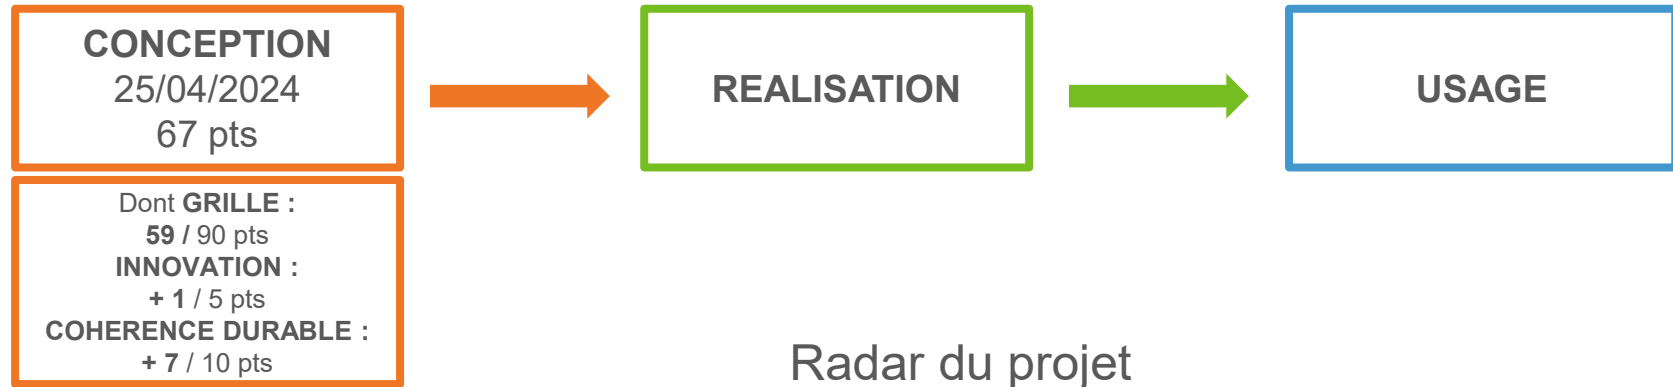 CONCEPTION
25/04/2024
67 pts
REALISATION
USAGE
Dont GRILLE :
59 / 90 pts
INNOVATION :
+ 1 / 5 pts
COHERENCE DURABLE :
+ 7 / 10 pts
Radar du projet